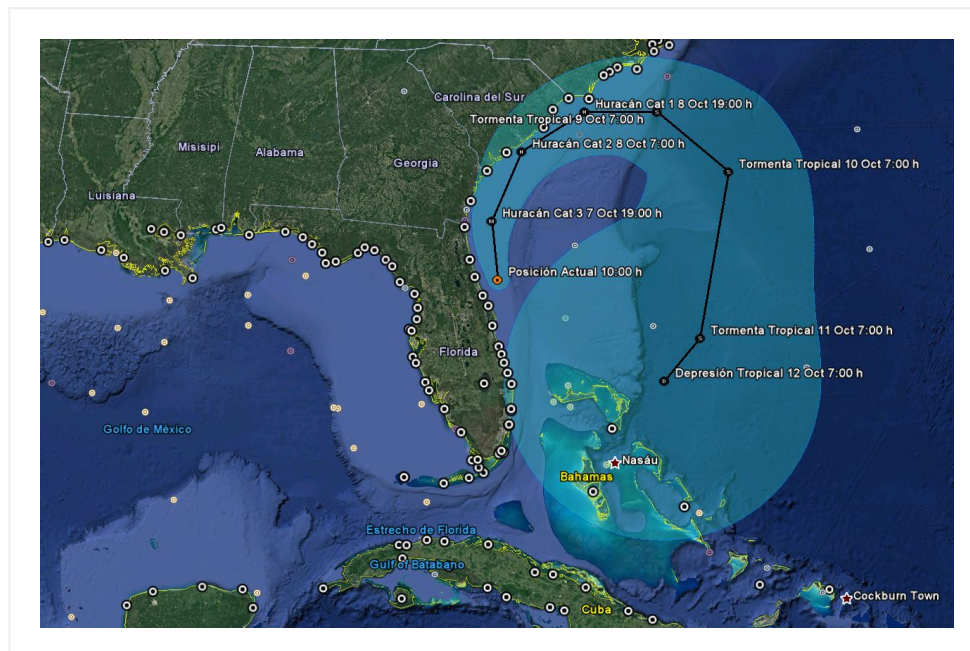 Carolina del Sur
Huracán Cat 1 8 Oct 19:00 h
Tormenta Tropical 9 Oct 7:00 h
Huracán Cat 2 8 Oct 7:00 h
Misisipi
Alabama
Georgia
Tormenta Tropical 10 Oct 7:00 h
Luisiana
Huracán Cat 3 7 Oct 19:00 h
Posición Actual 10:00 h
Tormenta Tropical 11 Oct 7:00 h
Florida
Depresión Tropical 12 Oct 7:00 h
Golfo de México
Nasáu
Bahamas
Estrecho de Florida
Gulf of Batabano
Cuba
Cockburn Town